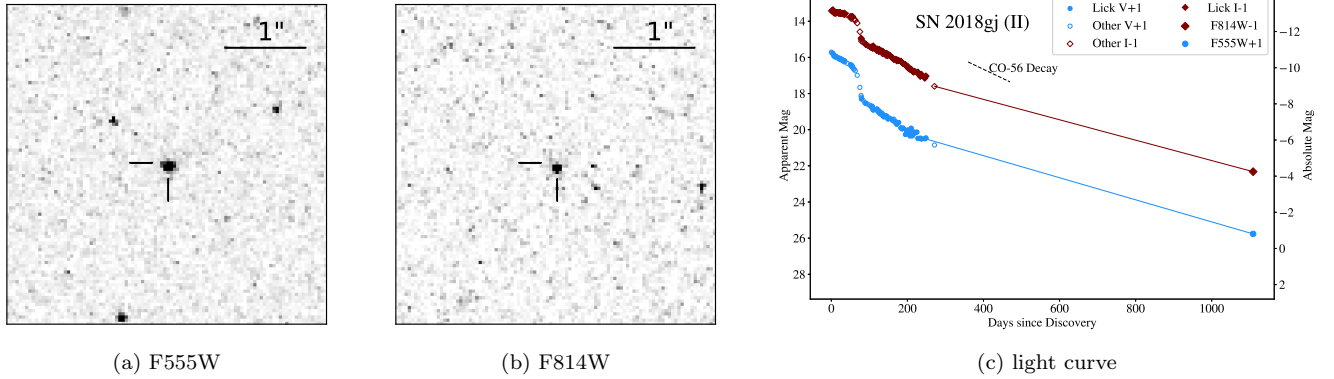 1"
1"
SN 2018gj (II)
Lick V+1
Other V+1
Other I-1
Lick I-1
F814W-1
F555W+1
CO-56 Decay
Apparent Mag
14
16
18
20
22
24
26
28
Absolute Mag
−12
−10
−8
−6
−4
−2
0
2
0
200
400
600
800
1000
Days since Discovery
(a) F555W
(b) F814W
(c) light curve